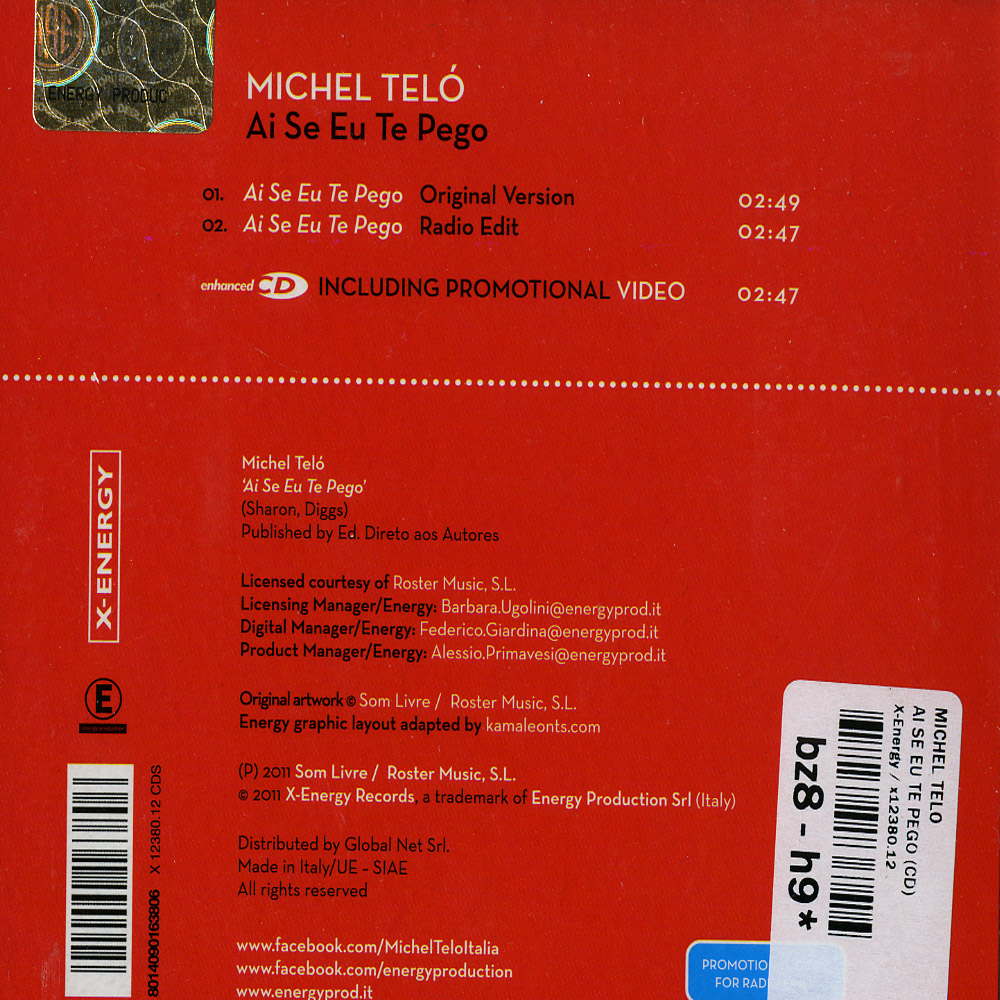 ENERGY PRODUC
MICHEL TELÓ
Ai Se Eu Te Pego
01. Ai Se Eu Te Pego Original Version 02:49
02. Ai Se Eu Te Pego Radio Edit 02:47
enhanced CD INCLUDING PROMOTIONAL VIDEO 02:47
X-ENERGY
E
Michel Teló
‘Ai Se Eu Te Pego’
(Sharon, Diggs)
Published by Ed. Direto aos Autores
Licensed courtesy of Roster Music, S.L.
Licensing Manager/Energy: Barbara.Ugolini@energyprod.it
Digital Manager/Energy: Federico.Giardina@energyprod.it
Product Manager/Energy: Alessio.Primavesi@energyprod.it
Original artwork © Som Livre / Roster Music, S.L.
Energy graphic layout adapted by kamaleonts.com
(P) 2011 Som Livre / Roster Music, S.L.
© 2011 X-Energy Records, a trademark of Energy Production Srl (Italy)
Distributed by Global Net Srl.
Made in Italy/UE - SIAE
All rights reserved
www.facebook.com/MichelTeloItalia
www.facebook.com/energyproduction
www.energyprod.it
X 12380.12 CDS
8014090163806
MICHEL TELO
AI SE EU TE PEGO (CD)
X-Energy / x12380.12
bz8 - h9*
PROMOTIO
FOR RAD